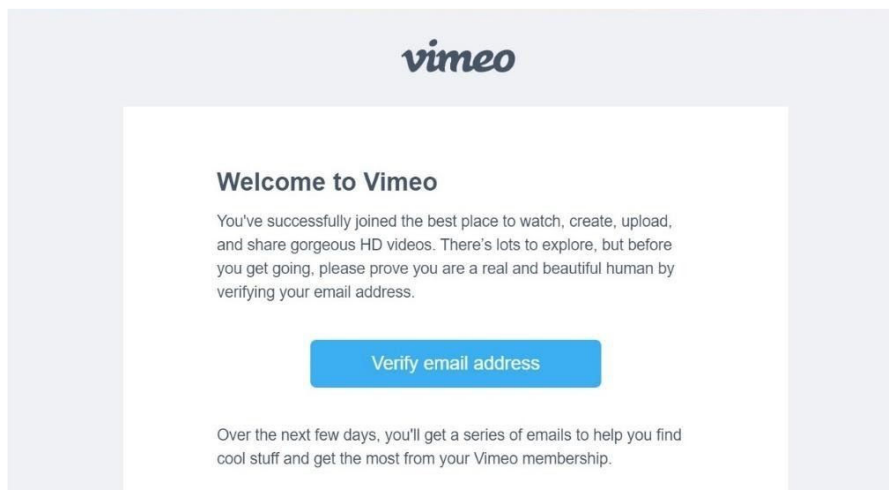 vimeo
Welcome to Vimeo
You've successfully joined the best place to watch, create, upload,
and share gorgeous HD videos. There’s lots to explore, but before
you get going, please prove you are a real and beautiful human by
verifying your email address.
Verify email address
Over the next few days, you'll get a series of emails to help you find
cool stuff and get the most from your Vimeo membership.